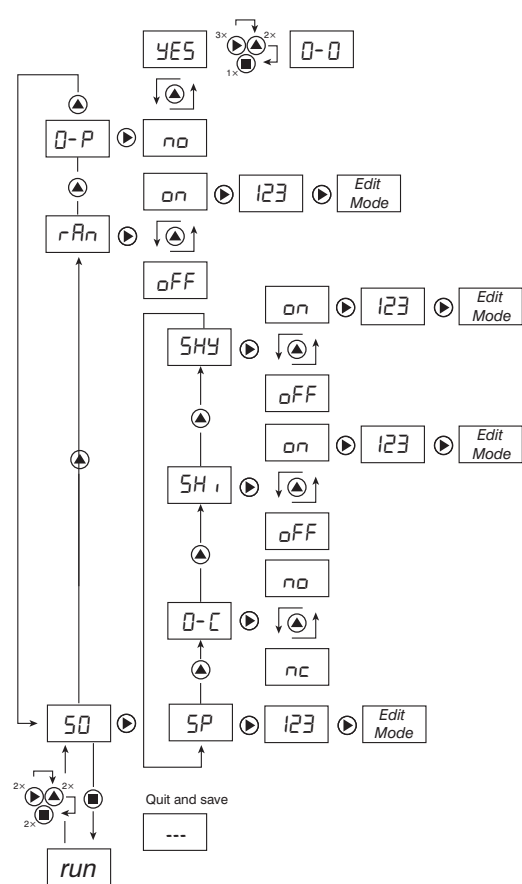 YES
3×
2×
1×
0-0
0-P
no
on
123
Edit
Mode
rAn
oFF
on
123
Edit
Mode
SHY
oFF
on
123
Edit
Mode
SHi
oFF
no
0-C
nc
S0
SP
123
Edit
Mode
2×
2×
2×
Quit and save
---
run